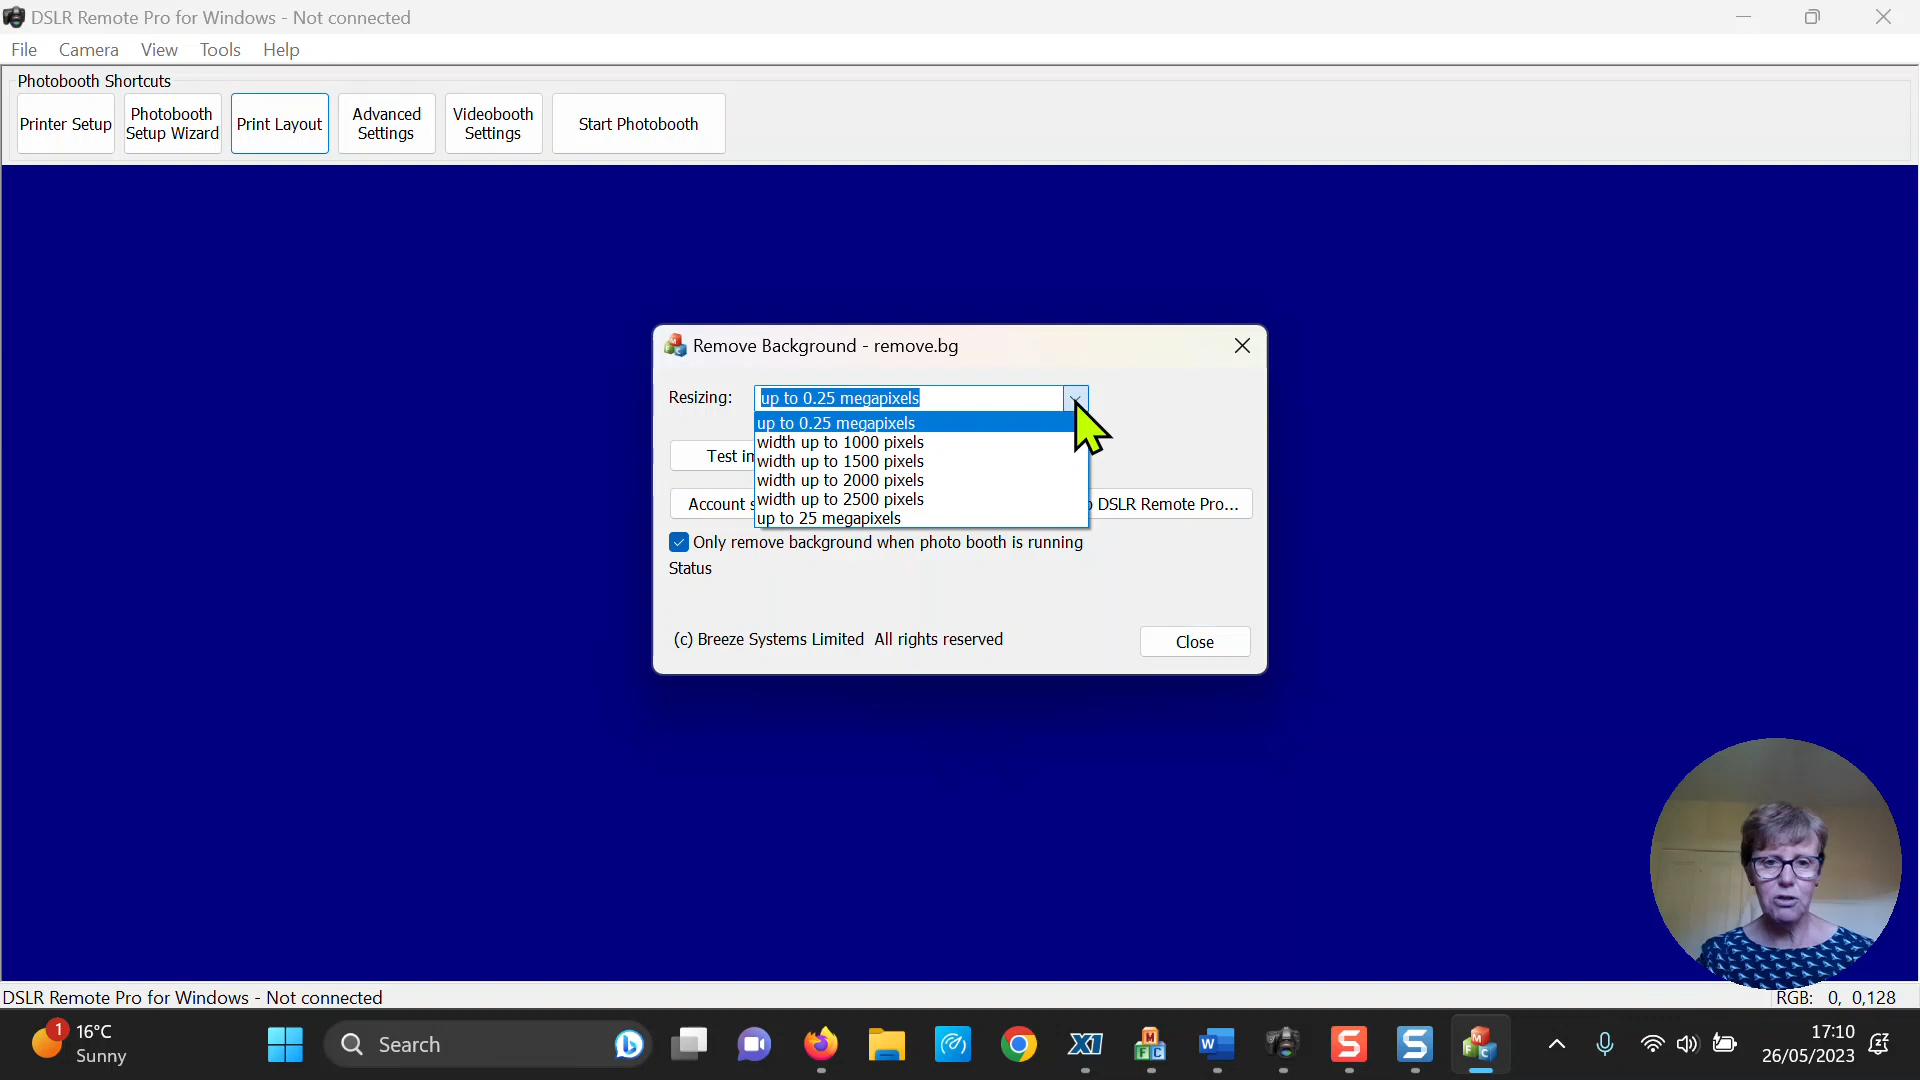 DSLR Remote Pro for Windows - Not connected
File Camera View Tools Help
Photobooth Shortcuts
Printer Setup
Photobooth
Setup Wizard
Print Layout
Advanced
Settings
Videobooth
Settings
Start Photobooth
Remove Background - remove.bg
Resizing: up to 0.25 megapixels
up to 0.25 megapixels
width up to 1000 pixels
width up to 1500 pixels
width up to 2000 pixels
width up to 2500 pixels
up to 25 megapixels
Test
Account
DSLR Remote Pro...
Only remove background when photo booth is running
Status
(c) Breeze Systems Limited All rights reserved
Close
DSLR Remote Pro for Windows - Not connected
RGB: 0, 0,128
1
16°C
Sunny
Search
X1
M
F C
W
S
S
M
F C
17:10
26/05/2023